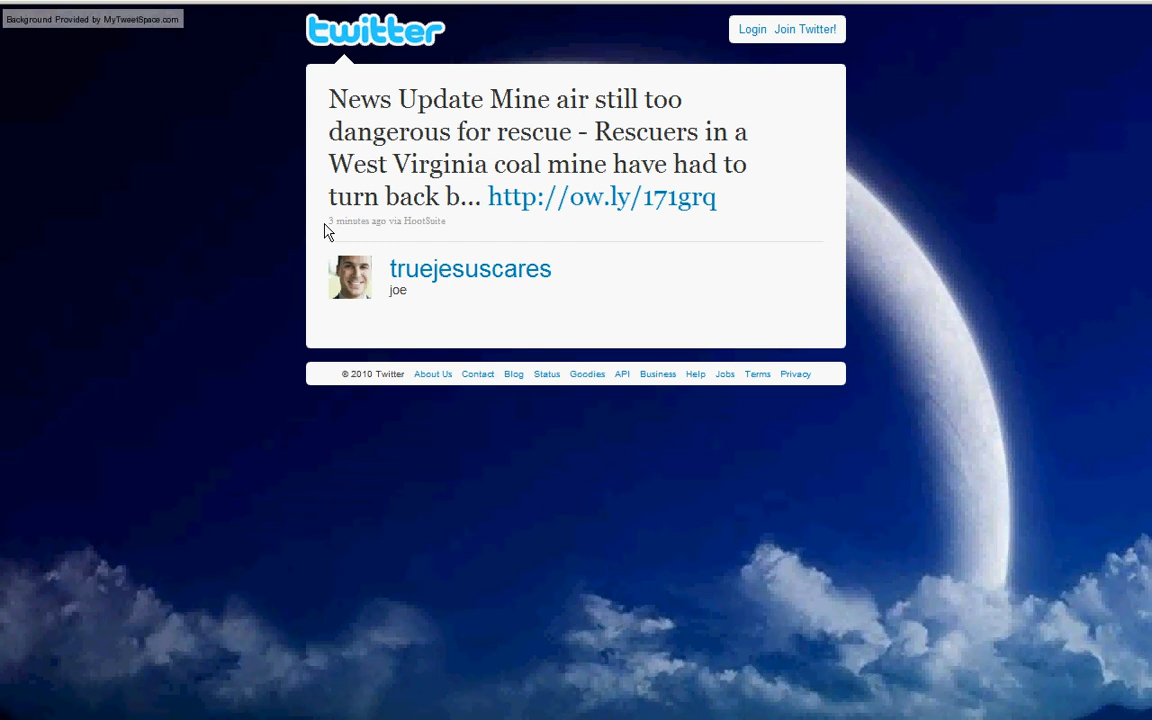 Background Provided by MyTweetSpace.com
twitter
Login Join Twitter!
News Update Mine air still too
dangerous for rescue - Rescuers in a
West Virginia coal mine have had to
turn back b... http://ow.ly/171grq
3 minutes ago via HootSuite
truejesuscares
joe
© 2010 Twitter About Us Contact Blog Status Goodies API Business Help Jobs Terms Privacy